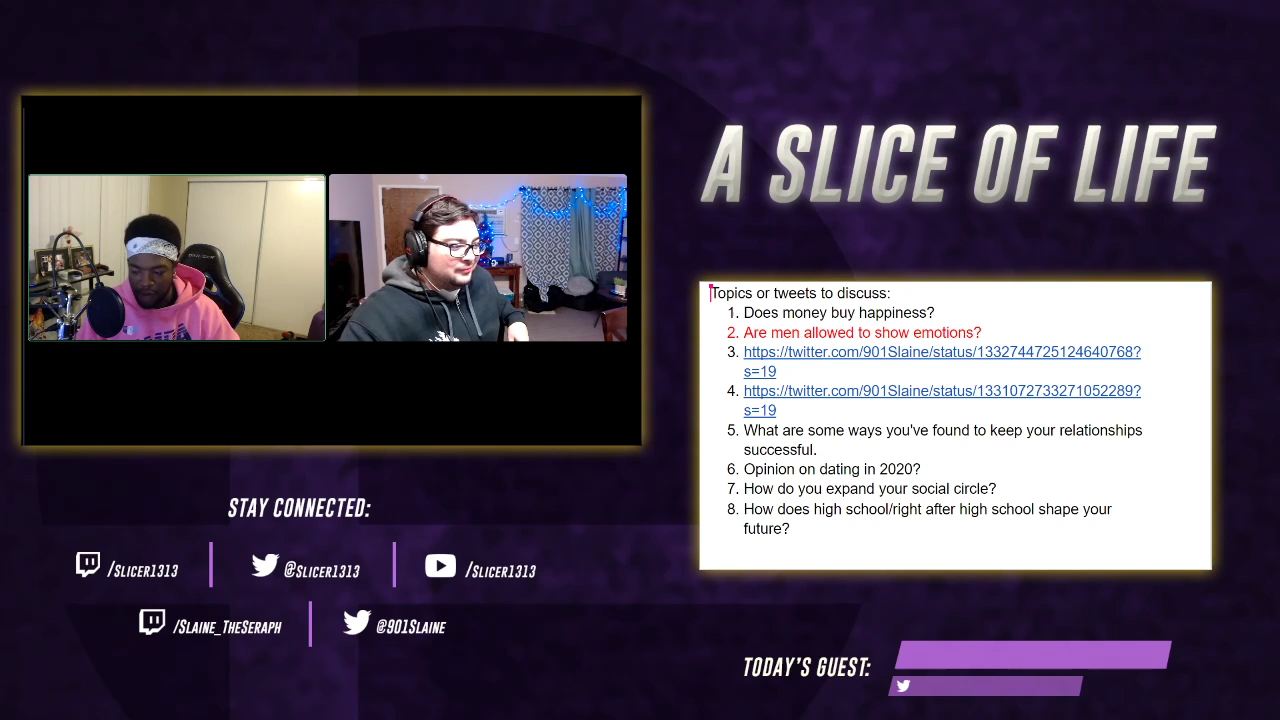 A SLICE OF LIFE
Topics or tweets to discuss:
1. Does money buy happiness?
2. Are men allowed to show emotions?
3. https://twitter.com/901Slaine/status/1332744725124640768?
s=19
4. https://twitter.com/901Slaine/status/1331072733271052289?
s=19
5. What are some ways you've found to keep your relationships
successful.
6. Opinion on dating in 2020?
7. How do you expand your social circle?
8. How does high school/right after high school shape your
future?
STAY CONNECTED:
/SLICER1313
@SLICER1313
/SLICER1313
/SLAINE_THESERAPH
@901SLAINE
TODAY'S GUEST: